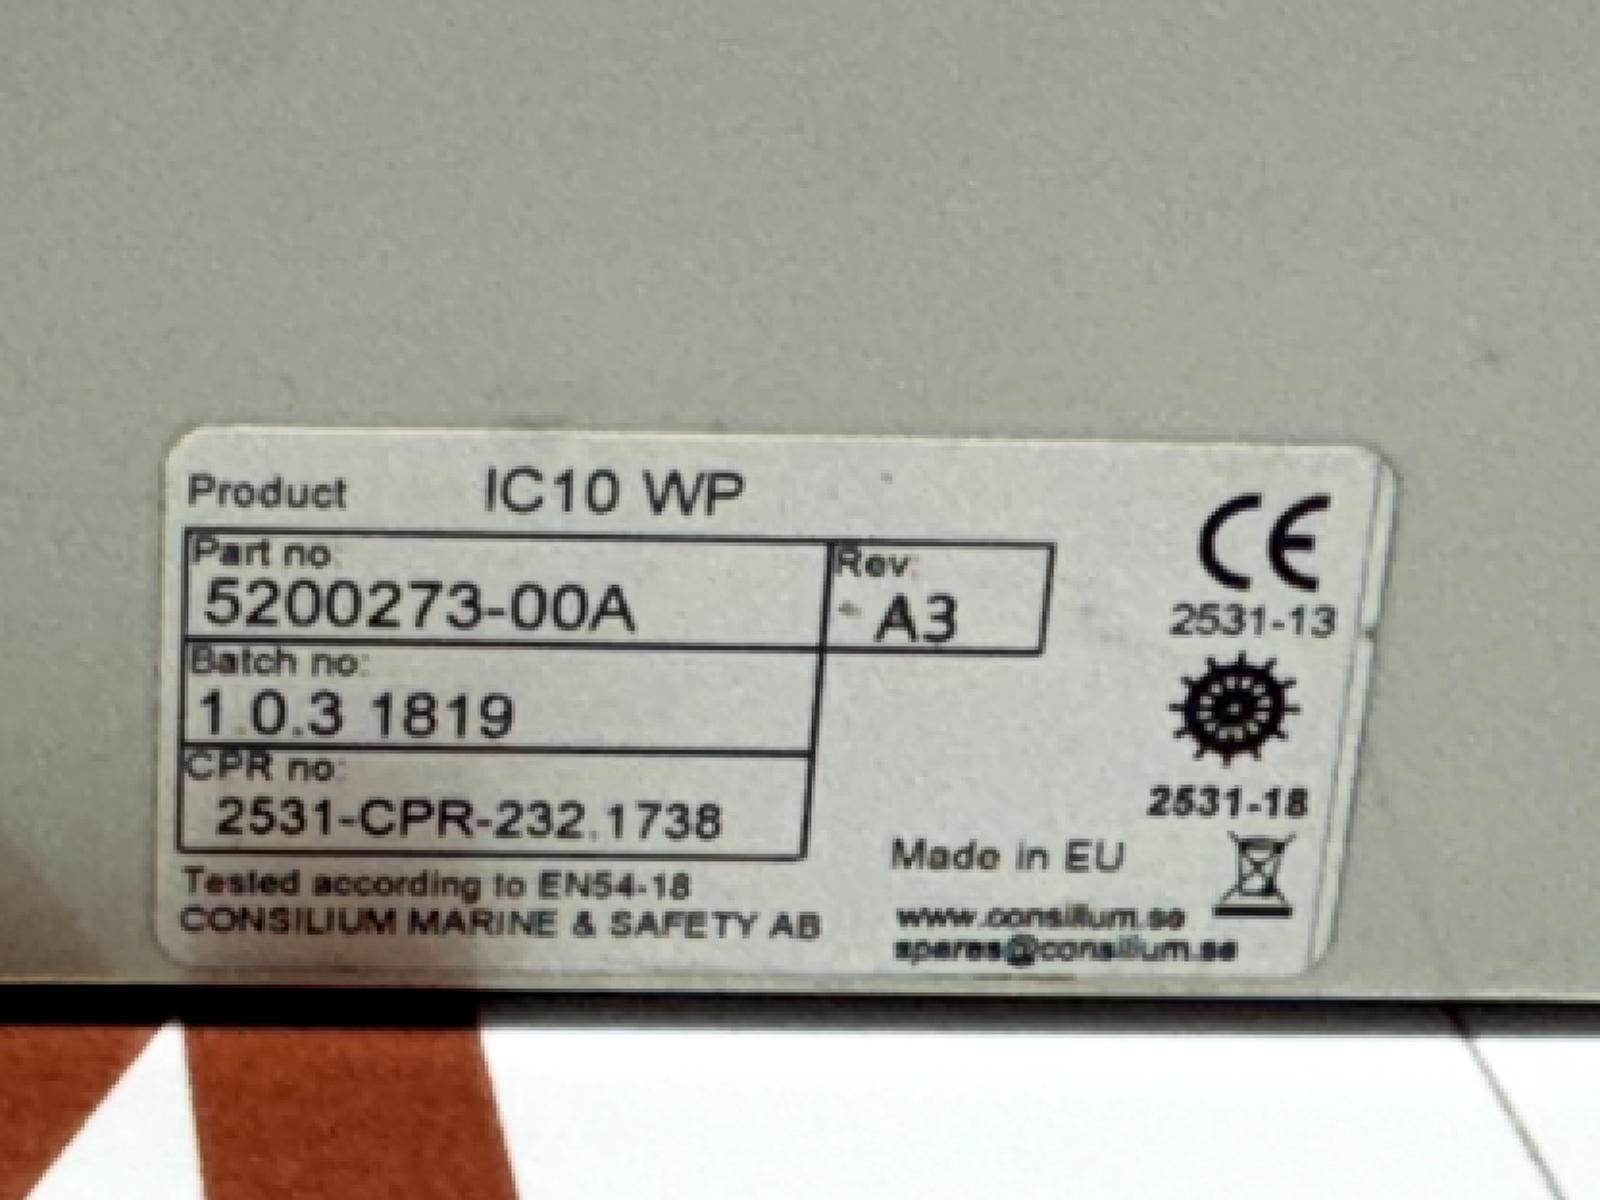 Product IC10 WP
Part no.
5200273-00A
Rev:
A3
Batch no:
1.0.3 1819
CPR no:
2531-CPR-232.1738
Tested according to EN54-18
CONSILIUM MARINE & SAFETY AB
CE
2531-13
2531-18
Made in EU
www.consilium.se
spares@consilium.se